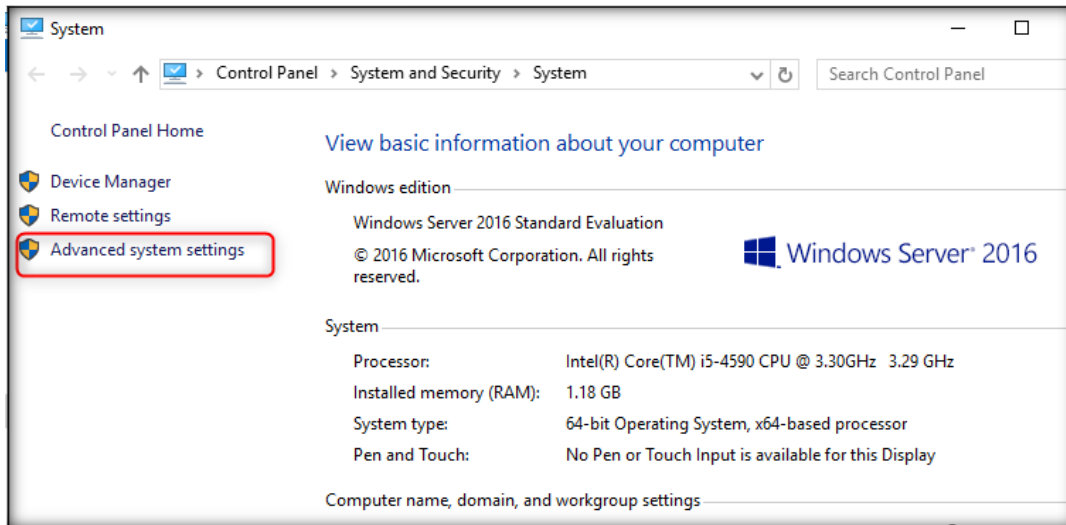 System
Control Panel > System and Security > System
Search Control Panel
Control Panel Home
Device Manager
Remote settings
Advanced system settings
View basic information about your computer
Windows edition
Windows Server 2016 Standard Evaluation
© 2016 Microsoft Corporation. All rights
reserved.
Windows Server® 2016
System
Processor: Intel(R) Core(TM) i5-4590 CPU @ 3.30GHz 3.29 GHz
Installed memory (RAM): 1.18 GB
System type: 64-bit Operating System, x64-based processor
Pen and Touch: No Pen or Touch Input is available for this Display
Computer name, domain, and workgroup settings